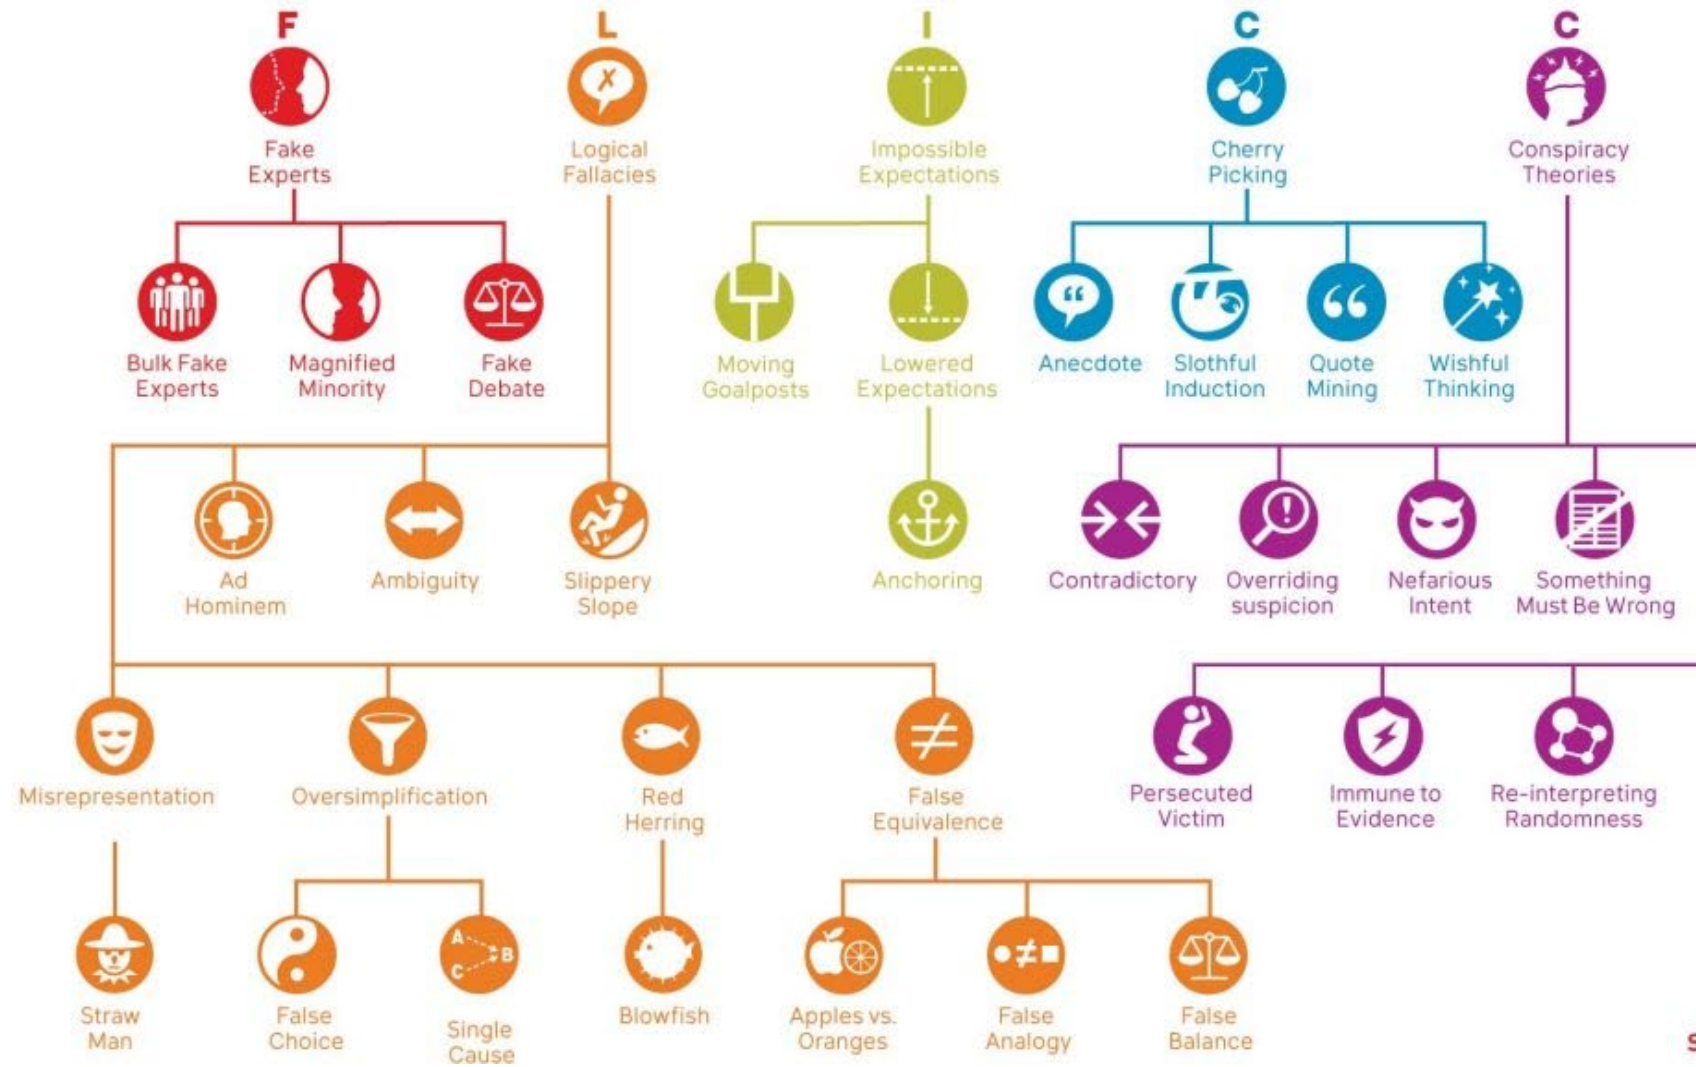 F
L
I
C
C
Fake
Experts
Logical
Fallacies
Impossible
Expectations
Cherry
Picking
Conspiracy
Theories
Bulk Fake
Experts
Magnified
Minority
Fake
Debate
Moving
Goalposts
Lowered
Expectations
Anecdote
Slothful
Induction
Quote
Mining
Wishful
Thinking
Ad
Hominem
Ambiguity
Slippery
Slope
Anchoring
Contradictory
Overriding
suspicion
Nefarious
Intent
Something
Must Be Wrong
Misrepresentation
Oversimplification
Red
Herring
False
Equivalence
Persecuted
Victim
Immune to
Evidence
Re-interpreting
Randomness
Straw
Man
False
Choice
A
B
C
Single
Cause
Blowfish
Apples vs.
Oranges
False
Analogy
False
Balance
S